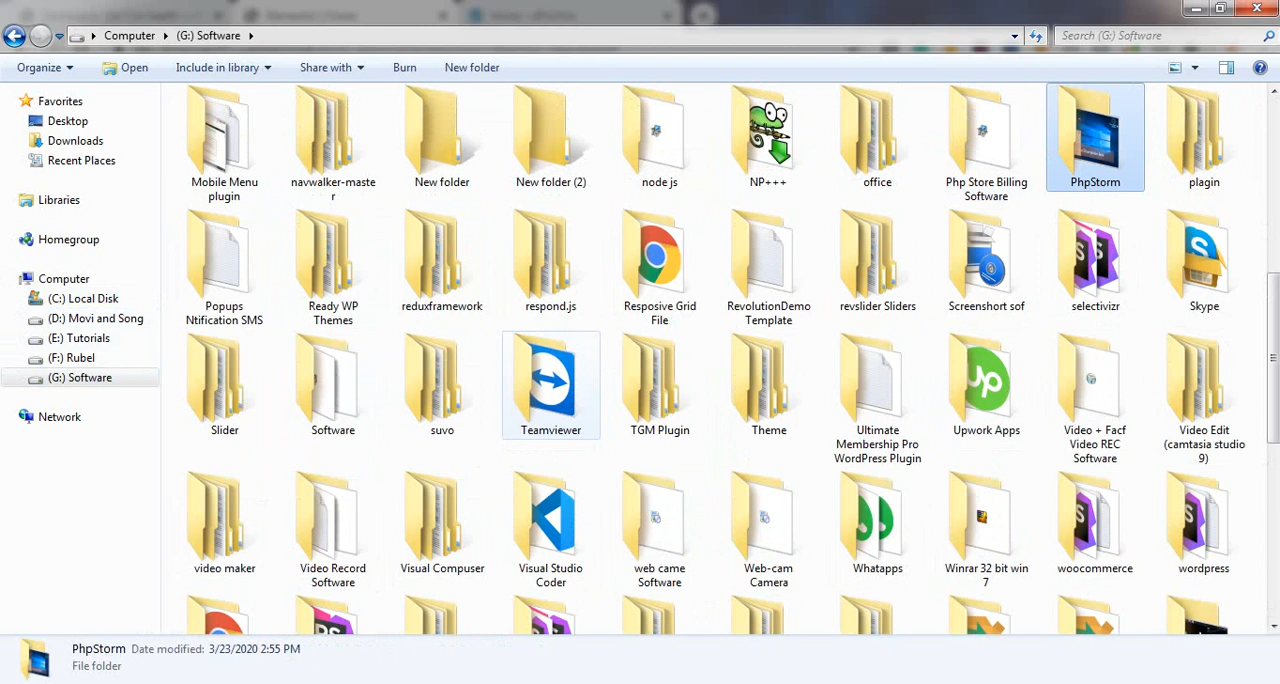 Computer
(G:) Software
Search (G:) Software
Organize
Open
Include in library
Share with
Burn
New folder
Favorites
Desktop
Downloads
Recent Places
Libraries
Homegroup
Computer
(C:) Local Disk
(D:) Movi and Song
(E:) Tutorials
(F:) Rubel
(G:) Software
Network
Mobile Menu
plugin
navwalker-maste
r
New folder
New folder (2)
node js
NP+++
office
Php Store Billing
Software
PhpStorm
plagin
Popups
Ntification SMS
Ready WP
Themes
reduxframework
respond.js
Resposive Grid
File
RevolutionDemo
Template
revslider Sliders
Screenshort sof
selectivizr
Skype
Slider
Software
suvo
Teamviewer
TGM Plugin
Theme
Ultimate
Membership Pro
WordPress Plugin
Upwork Apps
Video + Facf
Video REC
Software
Video Edit
(camtasia studio
9)
video maker
Video Record
Software
Visual Composer
Visual Studio
Coder
web came
Software
Web-cam
Camera
Whatapps
Winrar 32 bit win
7
woocommerce
wordpress
PhpStorm
Date modified: 3/23/2020 2:55 PM
File folder